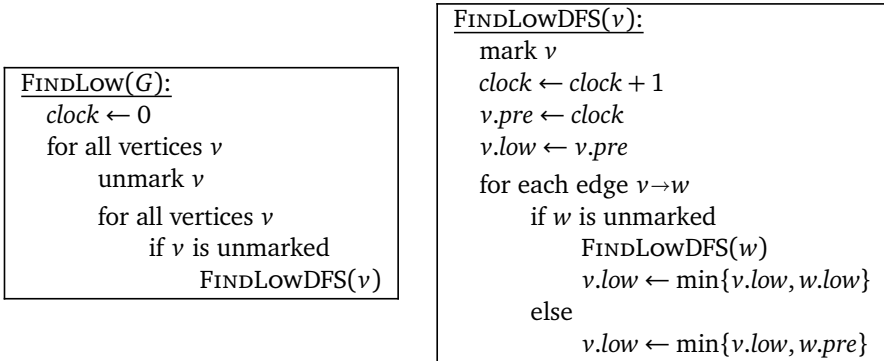 FINDLOW(G):
clock ← 0
for all vertices v
unmark v
for all vertices v
if v is unmarked
FINDLOWDFS(v)
FINDLOWDFS(v):
mark v
clock ← clock + 1
v.pre ← clock
v.low ← v.pre
for each edge v→w
if w is unmarked
FINDLOWDFS(w)
v.low ← min{v.low, w.low}
else
v.low ← min{v.low, w.pre}